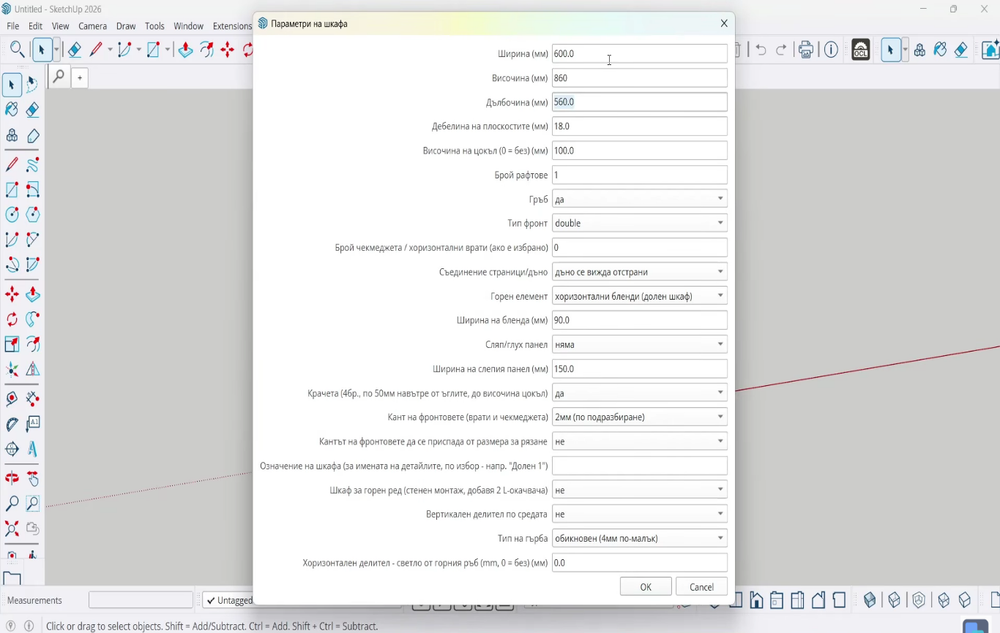 Untitled - SketchUp 2026
File Edit View Camera Draw Tools Window Extensions
Параметри на шкафа
Ширина (мм) 600.0
Височина (мм) 860
Дълбочина (мм) 560.0
Дебелина на плоскостите (мм) 18.0
Височина на цокъл (0 = без) (мм) 100.0
Брой рафтове 1
Гръб да
Тип фронт double
Брой чекмеджета / хоризонтални врати (ако е избрано) 0
Съединение страници/дъно дъно се вижда отстрани
Горен елемент хоризонтални бленди (долен шкаф)
Ширина на бленда (мм) 90.0
Сляп/глух панел няма
Ширина на слепия панел (мм) 150.0
Крачета (4бр., по 50мм навътре от ъглите, до височина цокъл) да
Кант на фронтовете (врати и чекмеджета) 2мм (по подразбиране)
Кантът на фронтовете да се приспада от размера за рязане не
Означение на шкафа (за имената на детайлите, по избор - напр. "Долен 1")
Шкаф за горен ред (стенен монтаж, добавя 2 L-окачвача) не
Вертикален делител по средата не
Тип на гърба обикновен (4мм по-малък)
Хоризонтален делител - светло от горния ръб (mm, 0 = без) (мм) 0.0
OK Cancel
OCL
A1
Measurements
Untagged
Click or drag to select objects. Shift = Add/Subtract. Ctrl = Add. Shift + Ctrl = Subtract.